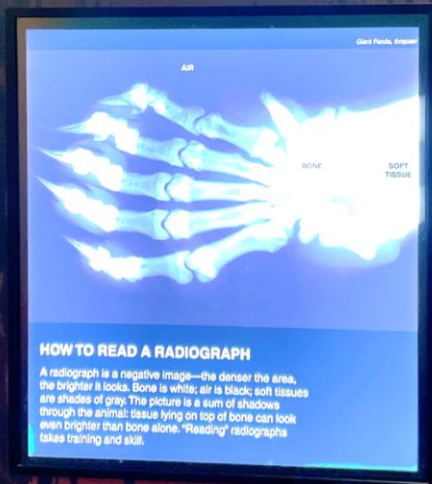 Giant Panda, forepaw
AIR
BONE
SOFT
TISSUE
HOW TO READ A RADIOGRAPH
A radiograph is a negative image—the denser the area,
the brighter it looks. Bone is white; air is black; soft tissues
are shades of gray. The picture is a sum of shadows
through the animal: tissue lying on top of bone can look
even brighter than bone alone. "Reading" radiographs
takes training and skill.